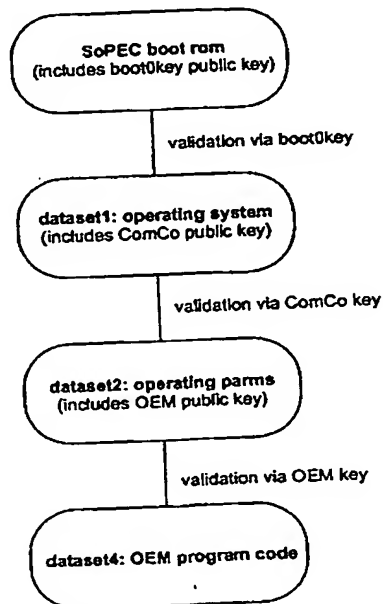 SoPEC boot rom
(includes boot0key public key)
validation via boot0key
dataset1: operating system
(includes ComCo public key)
validation via ComCo key
dataset2: operating parms
(includes OEM public key)
validation via OEM key
dataset4: OEM program code